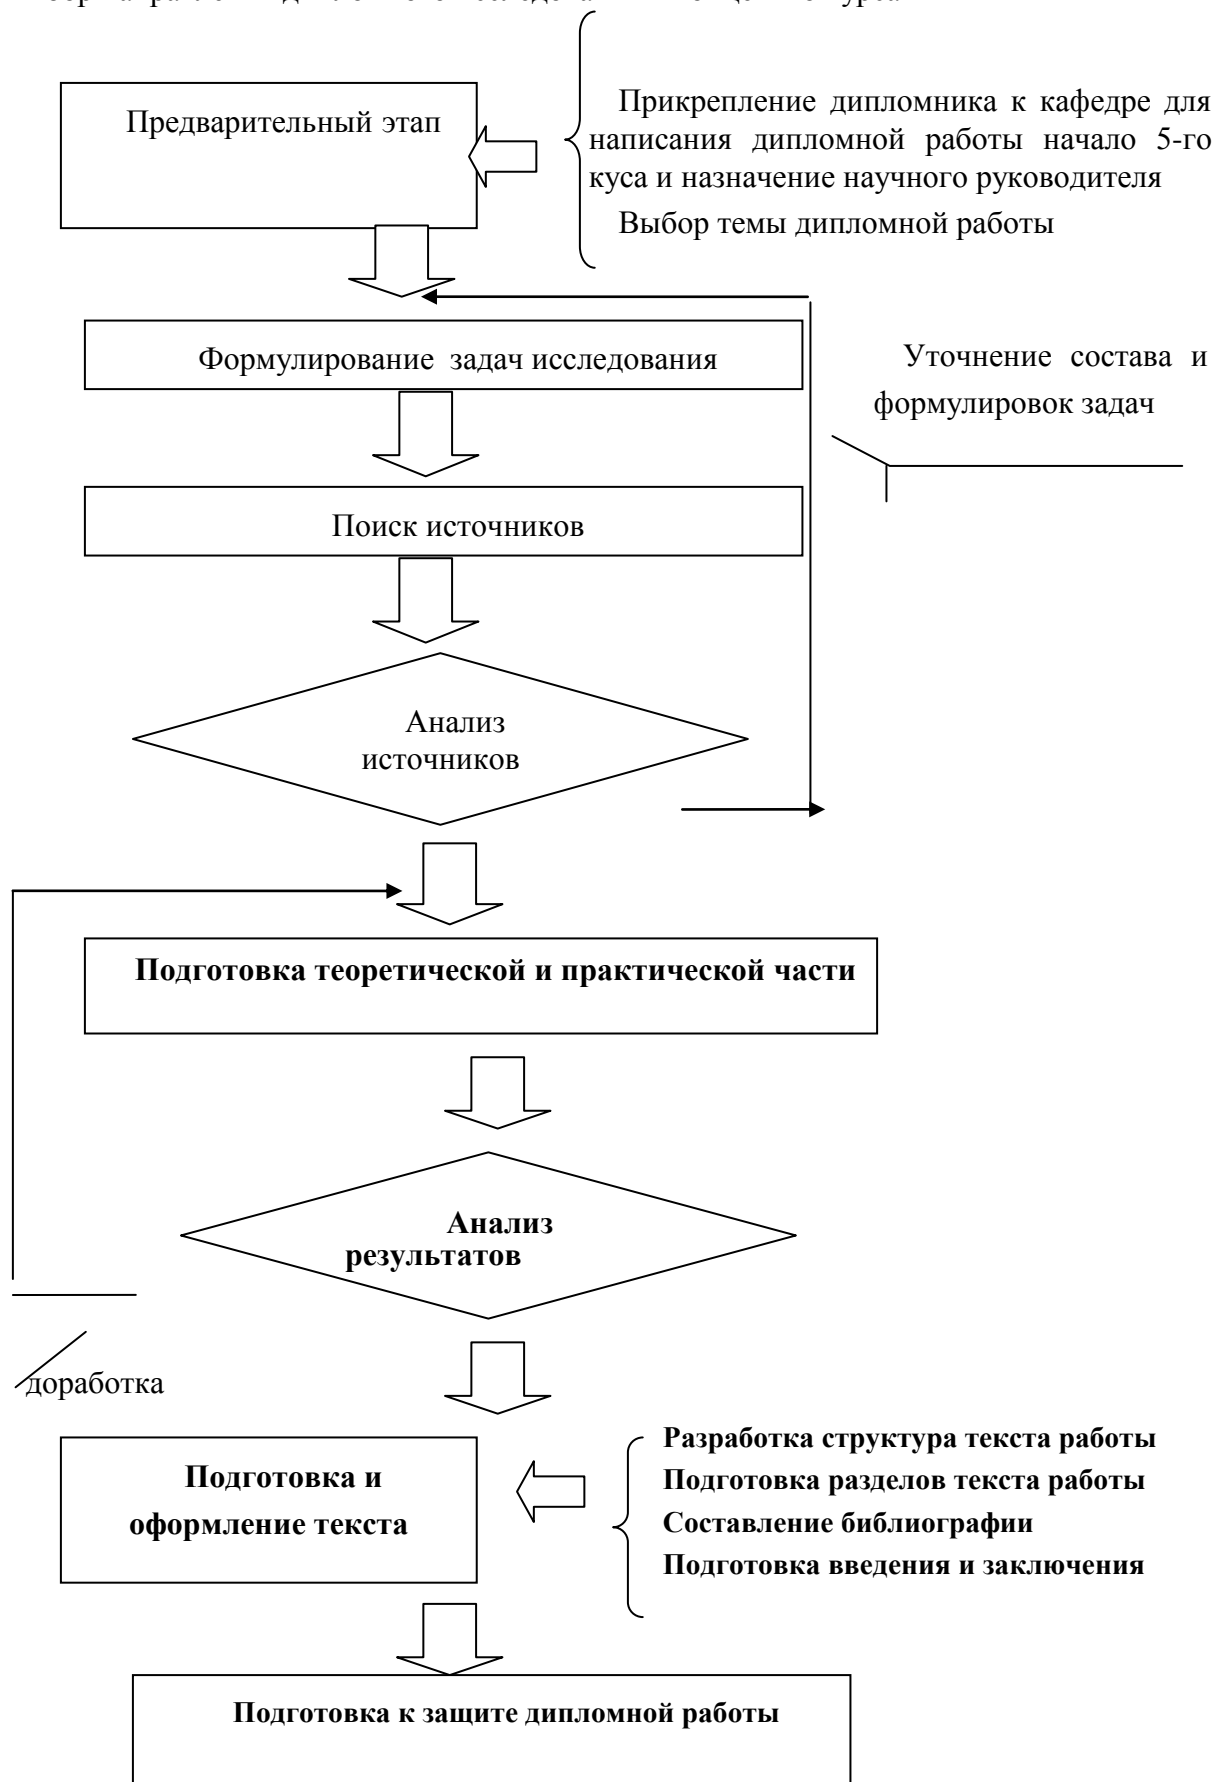 Предварительный этап
Прикрепление дипломника к кафедре для
написания дипломной работы начало 5-го
куса и назначение научного руководителя
Выбор темы дипломной работы
Формулирование задач исследования
Уточнение состава и
формулировок задач
Поиск источников
Анализ
источников
Подготовка теоретической и практической части
Анализ
результатов
доработка
Подготовка и
оформление текста
Разработка структура текста работы
Подготовка разделов текста работы
Составление библиографии
Подготовка введения и заключения
Подготовка к защите дипломной работы